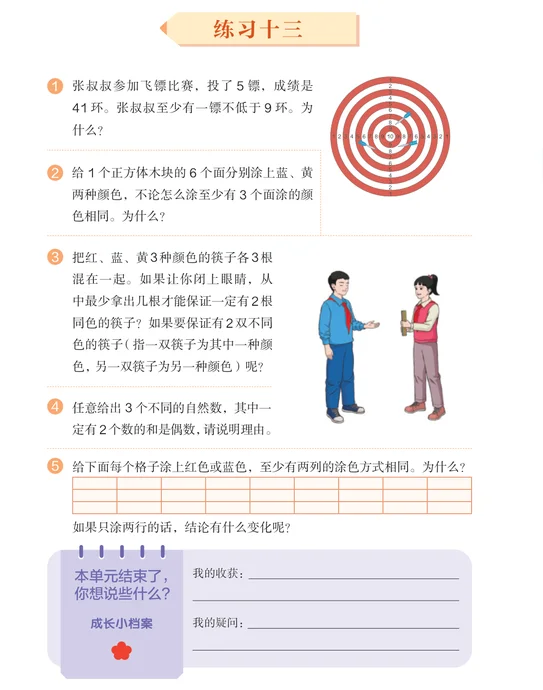 练习十三
1 张叔叔参加飞镖比赛，投了5镖，成绩是
41环。张叔叔至少有一镖不低于9环。为
什么？
2 给1个正方体木块的6个面分别涂上蓝、黄
两种颜色，不论怎么涂至少有3个面涂的颜
色相同。为什么？
3 把红、蓝、黄3种颜色的筷子各3根
混在一起。如果让你闭上眼睛，从
中最少拿出几根才能保证一定有2根
同色的筷子？如果要保证有2双不同
色的筷子（指一双筷子为其中一种颜
色，另一双筷子为另一种颜色）呢？
4 任意给出3个不同的自然数，其中一
定有2个数的和是偶数，请说明理由。
5 给下面每个格子涂上红色或蓝色，至少有两列的涂色方式相同。为什么？
如果只涂两行的话，结论有什么变化呢？
本单元结束了，
你想说些什么？
成长小档案
我的收获：
我的疑问：